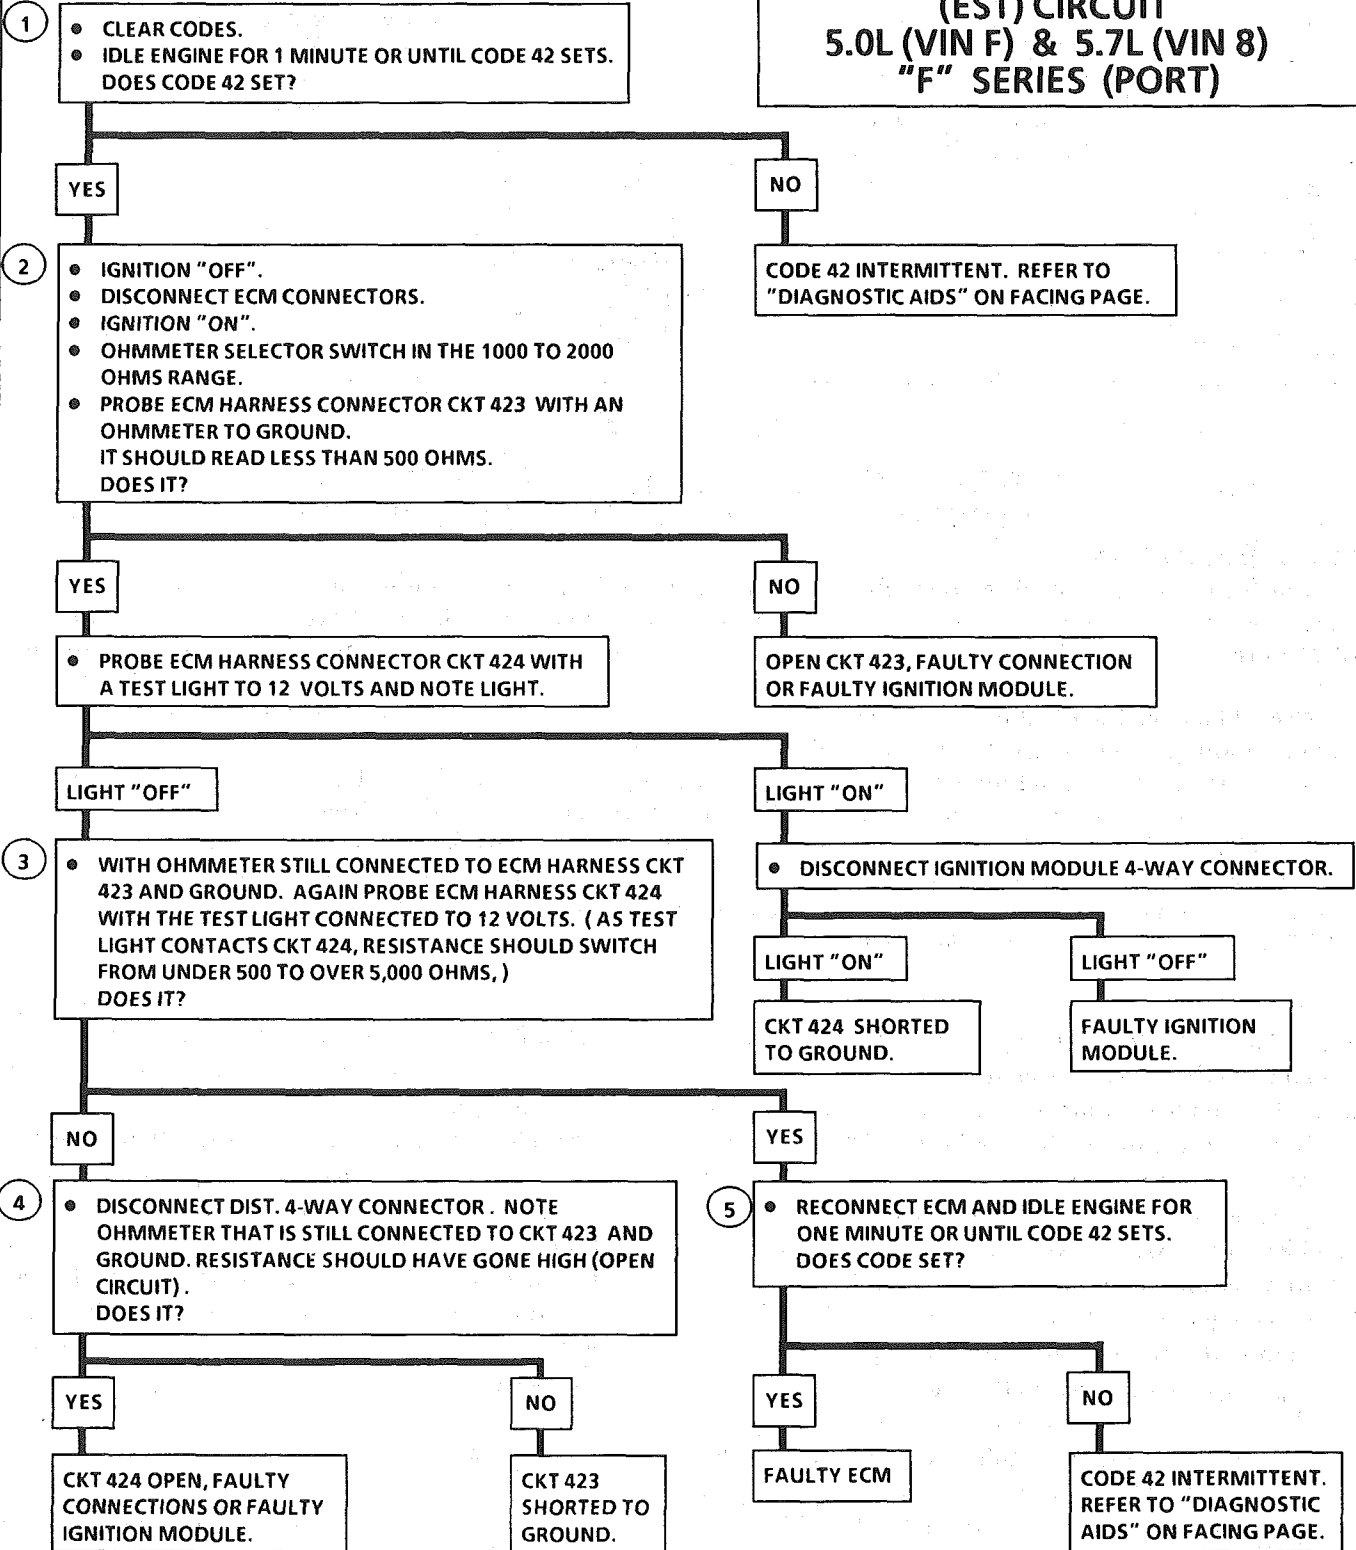 (EST) CIRCUIT
5.0L (VIN F) & 5.7L (VIN 8)
"F" SERIES (PORT)
1
• CLEAR CODES.
• IDLE ENGINE FOR 1 MINUTE OR UNTIL CODE 42 SETS.
DOES CODE 42 SET?
YES
NO
2
• IGNITION "OFF".
• DISCONNECT ECM CONNECTORS.
• IGNITION "ON".
• OHMMETER SELECTOR SWITCH IN THE 1000 TO 2000
OHMS RANGE.
• PROBE ECM HARNESS CONNECTOR CKT 423 WITH AN
OHMMETER TO GROUND.
IT SHOULD READ LESS THAN 500 OHMS.
DOES IT?
CODE 42 INTERMITTENT. REFER TO
"DIAGNOSTIC AIDS" ON FACING PAGE.
YES
NO
• PROBE ECM HARNESS CONNECTOR CKT 424 WITH
A TEST LIGHT TO 12 VOLTS AND NOTE LIGHT.
OPEN CKT 423, FAULTY CONNECTION
OR FAULTY IGNITION MODULE.
LIGHT "OFF"
LIGHT "ON"
3
• WITH OHMMETER STILL CONNECTED TO ECM HARNESS CKT
423 AND GROUND. AGAIN PROBE ECM HARNESS CKT 424
WITH THE TEST LIGHT CONNECTED TO 12 VOLTS. ( AS TEST
LIGHT CONTACTS CKT 424, RESISTANCE SHOULD SWITCH
FROM UNDER 500 TO OVER 5,000 OHMS, )
DOES IT?
• DISCONNECT IGNITION MODULE 4-WAY CONNECTOR.
LIGHT "ON"
LIGHT "OFF"
CKT 424 SHORTED
TO GROUND.
FAULTY IGNITION
MODULE.
NO
YES
4
• DISCONNECT DIST. 4-WAY CONNECTOR . NOTE
OHMMETER THAT IS STILL CONNECTED TO CKT 423 AND
GROUND. RESISTANCE SHOULD HAVE GONE HIGH (OPEN
CIRCUIT) .
DOES IT?
5
• RECONNECT ECM AND IDLE ENGINE FOR
ONE MINUTE OR UNTIL CODE 42 SETS.
DOES CODE SET?
YES
NO
YES
NO
CKT 424 OPEN, FAULTY
CONNECTIONS OR FAULTY
IGNITION MODULE.
CKT 423
SHORTED TO
GROUND.
FAULTY ECM
CODE 42 INTERMITTENT.
REFER TO "DIAGNOSTIC
AIDS" ON FACING PAGE.